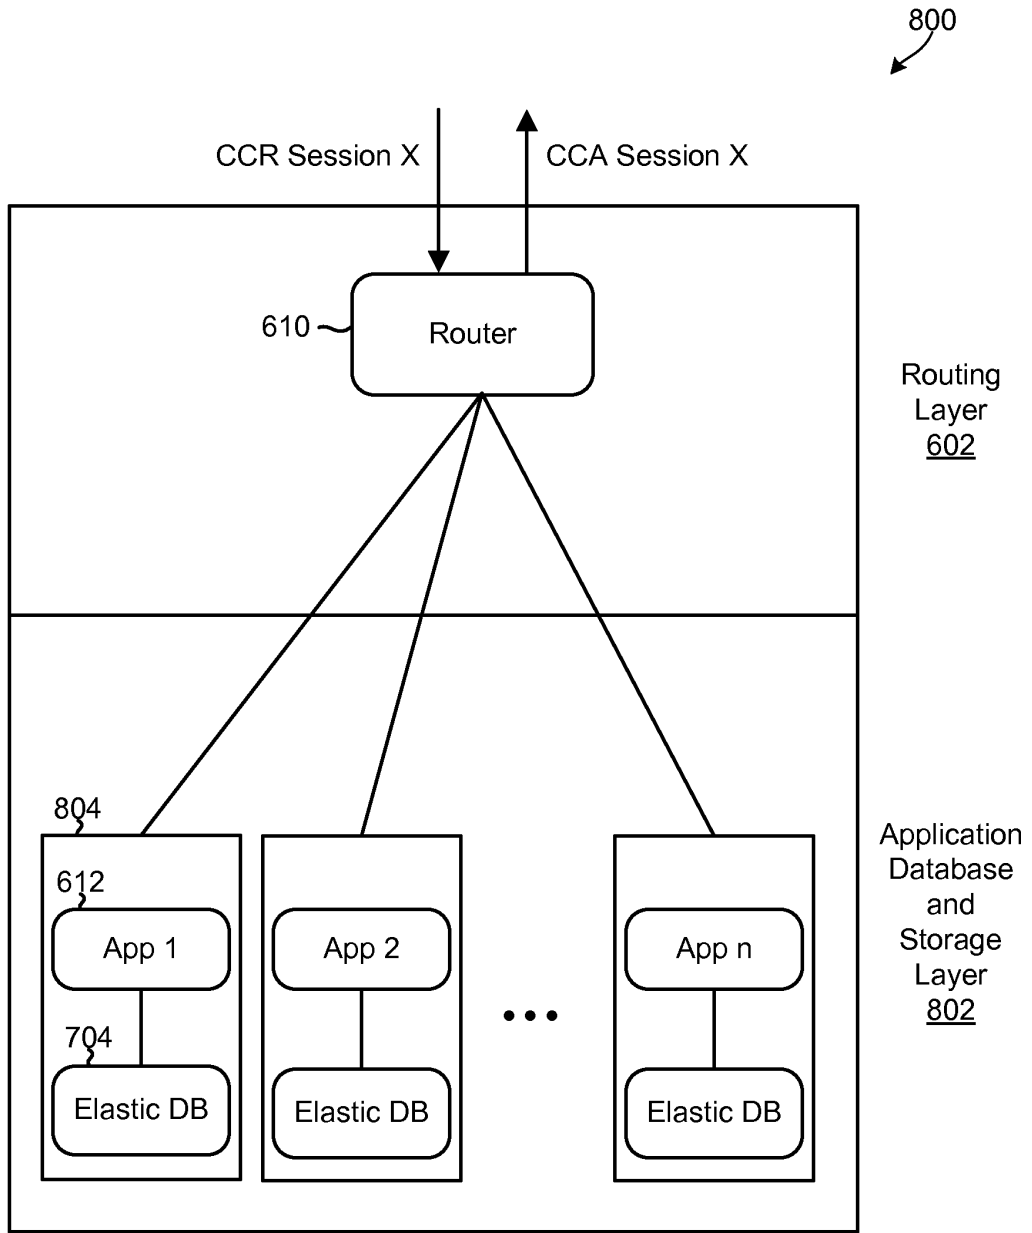 800
CCR Session X
CCA Session X
610
Router
Routing
Layer
602
804
612
App 1
App 2
App n
704
Elastic DB
Elastic DB
Elastic DB
Application
Database
and
Storage
Layer
802